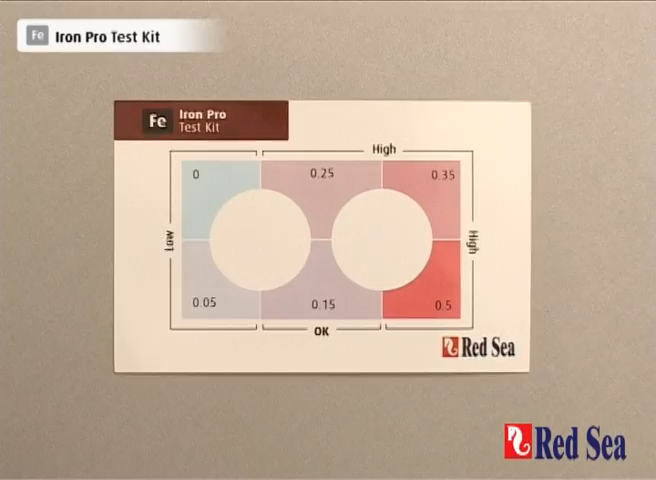 Fe Iron Pro Test Kit
Fe Iron Pro
Test Kit
High
0 0.25 0.35
Low
High
0.05 0.15 0.5
OK
Red Sea
Red Sea